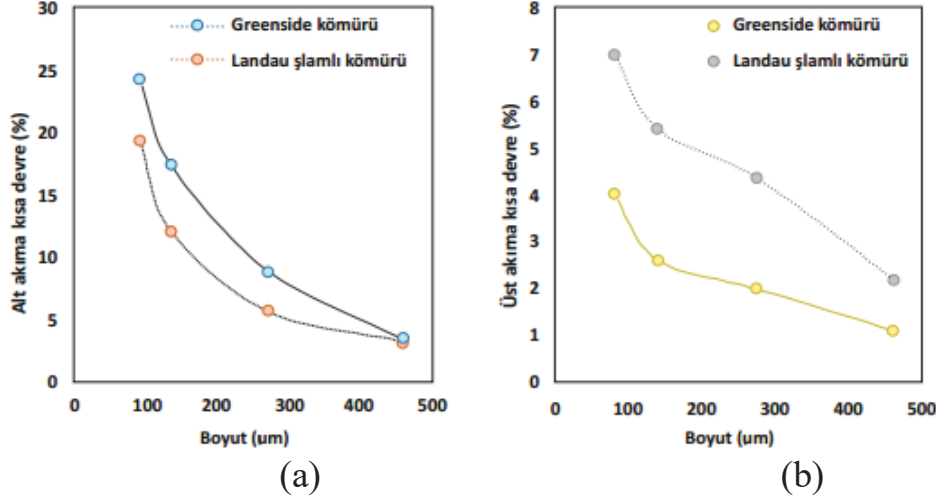 Greenside kömürü
Landau şlamlı kömürü
Alt akıma kısa devre (%)
30
25
20
15
10
5
0
0 100 200 300 400 500
Boyut (um)
(a)
Greenside kömürü
Landau şlamlı kömürü
Üst akıma kısa devre (%)
8
7
6
5
4
3
2
1
0
0 100 200 300 400 500
Boyut (um)
(b)